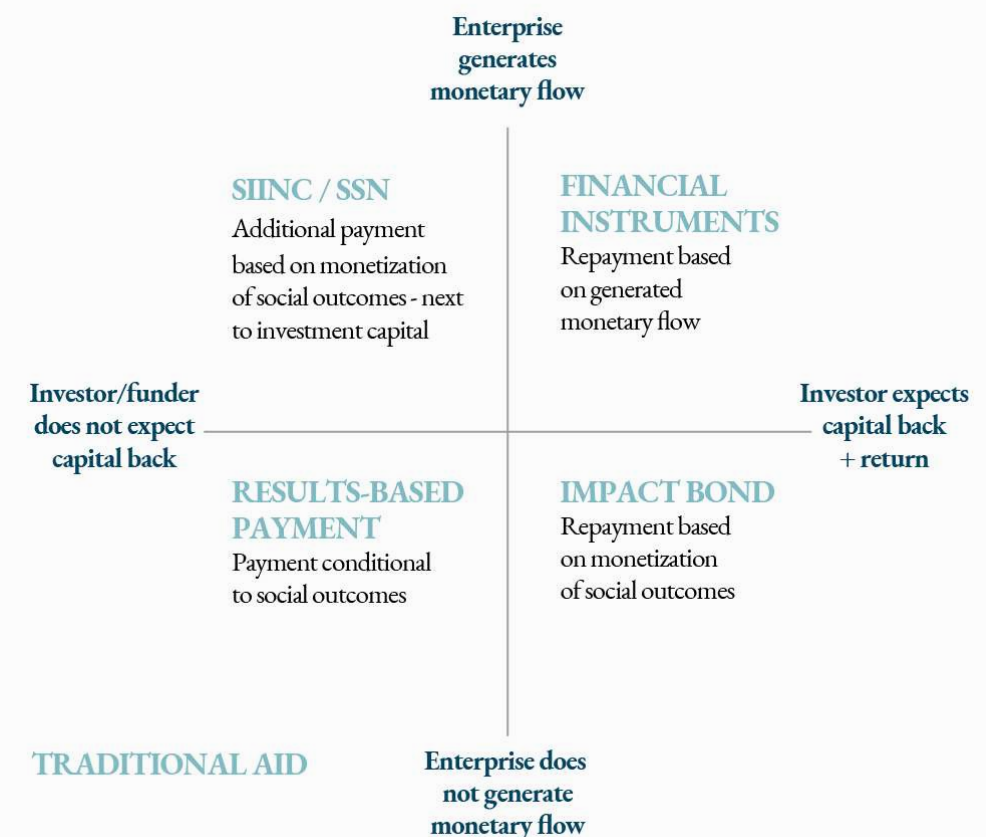 Enterprise
generates
monetary flow
SIINC / SSN
Additional payment
based on monetization
of social outcomes - next
to investment capital
FINANCIAL
INSTRUMENTS
Repayment based
on generated
monetary flow
Investor/funder
does not expect
capital back
Investor expects
capital back
+ return
RESULTS-BASED
PAYMENT
Payment conditional
to social outcomes
IMPACT BOND
Repayment based
on monetization
of social outcomes
TRADITIONAL AID
Enterprise does
not generate
monetary flow